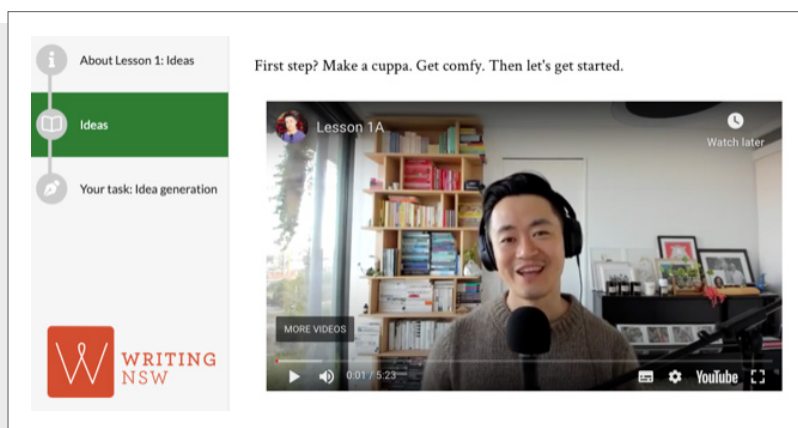 About Lesson 1: Ideas
Ideas
Your task: Idea generation
WRITING
NSW
First step? Make a cuppa. Get comfy. Then let's get started.
Lesson 1A
Watch later
MORE VIDEOS
0:01 / 5:23
YouTube